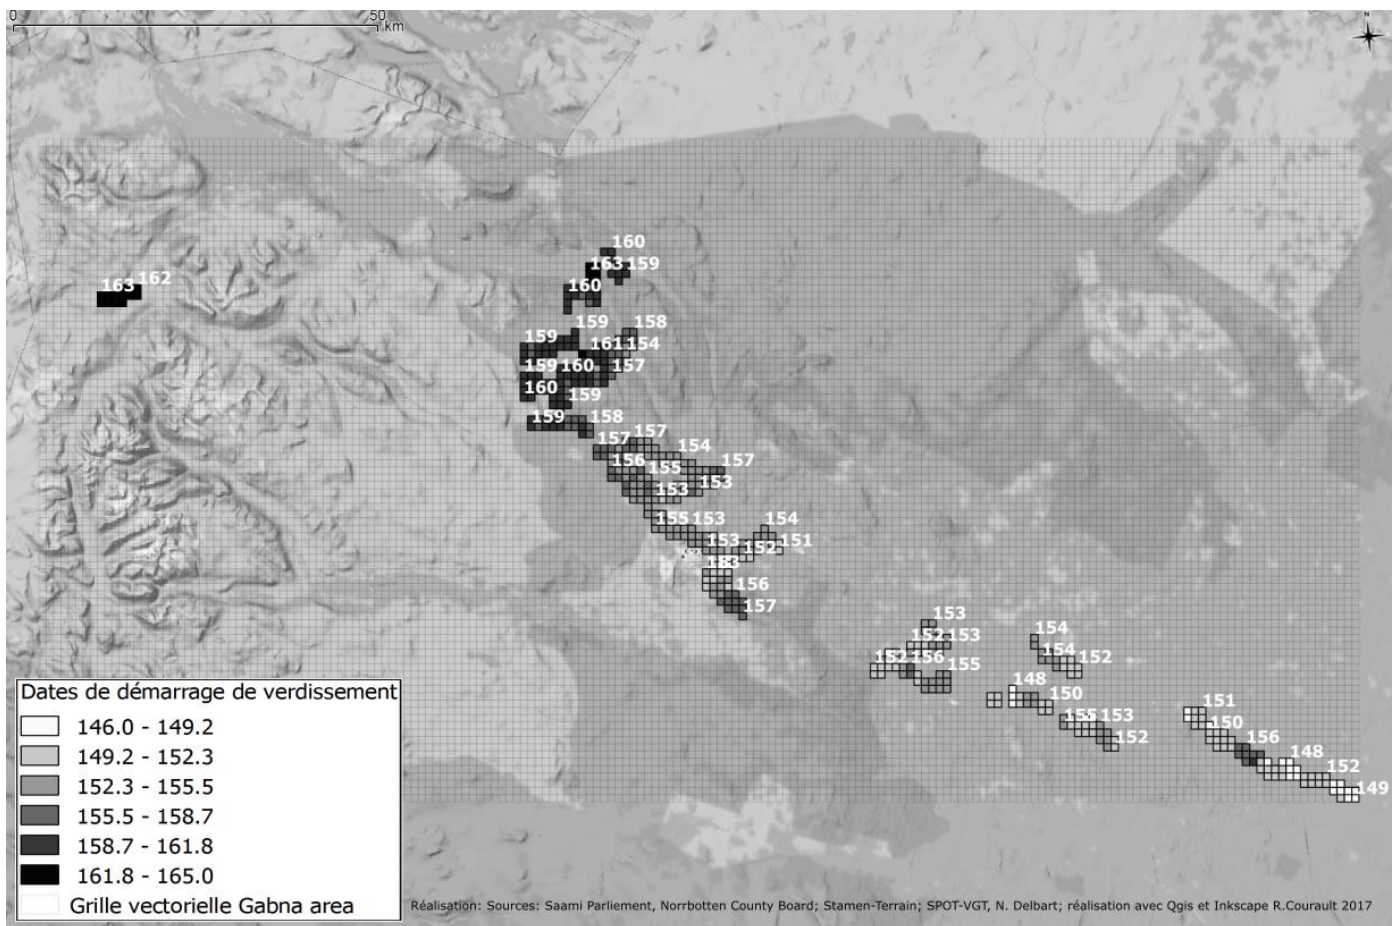 0 50
km
N
160
163 159
163 162
160
159 158
159 161 154
159 160 157
160 159
159 158
157 157
154
156 155 157
153 153
155 153 154
153 152 151
153
156
157
153
152 153
154
152 156 155
154 152
148
150
155 153
152
151
150
156
148
152
149
Dates de démarrage de verdissement
146.0 - 149.2
149.2 - 152.3
152.3 - 155.5
155.5 - 158.7
158.7 - 161.8
161.8 - 165.0
Grille vectorielle Gabna area
Réalisation: Sources: Saami Parliement, Norrbotten County Board; Stamen-Terrain; SPOT-VGT, N. Delbart; réalisation avec Qgis et Inkscape R.Courault 2017